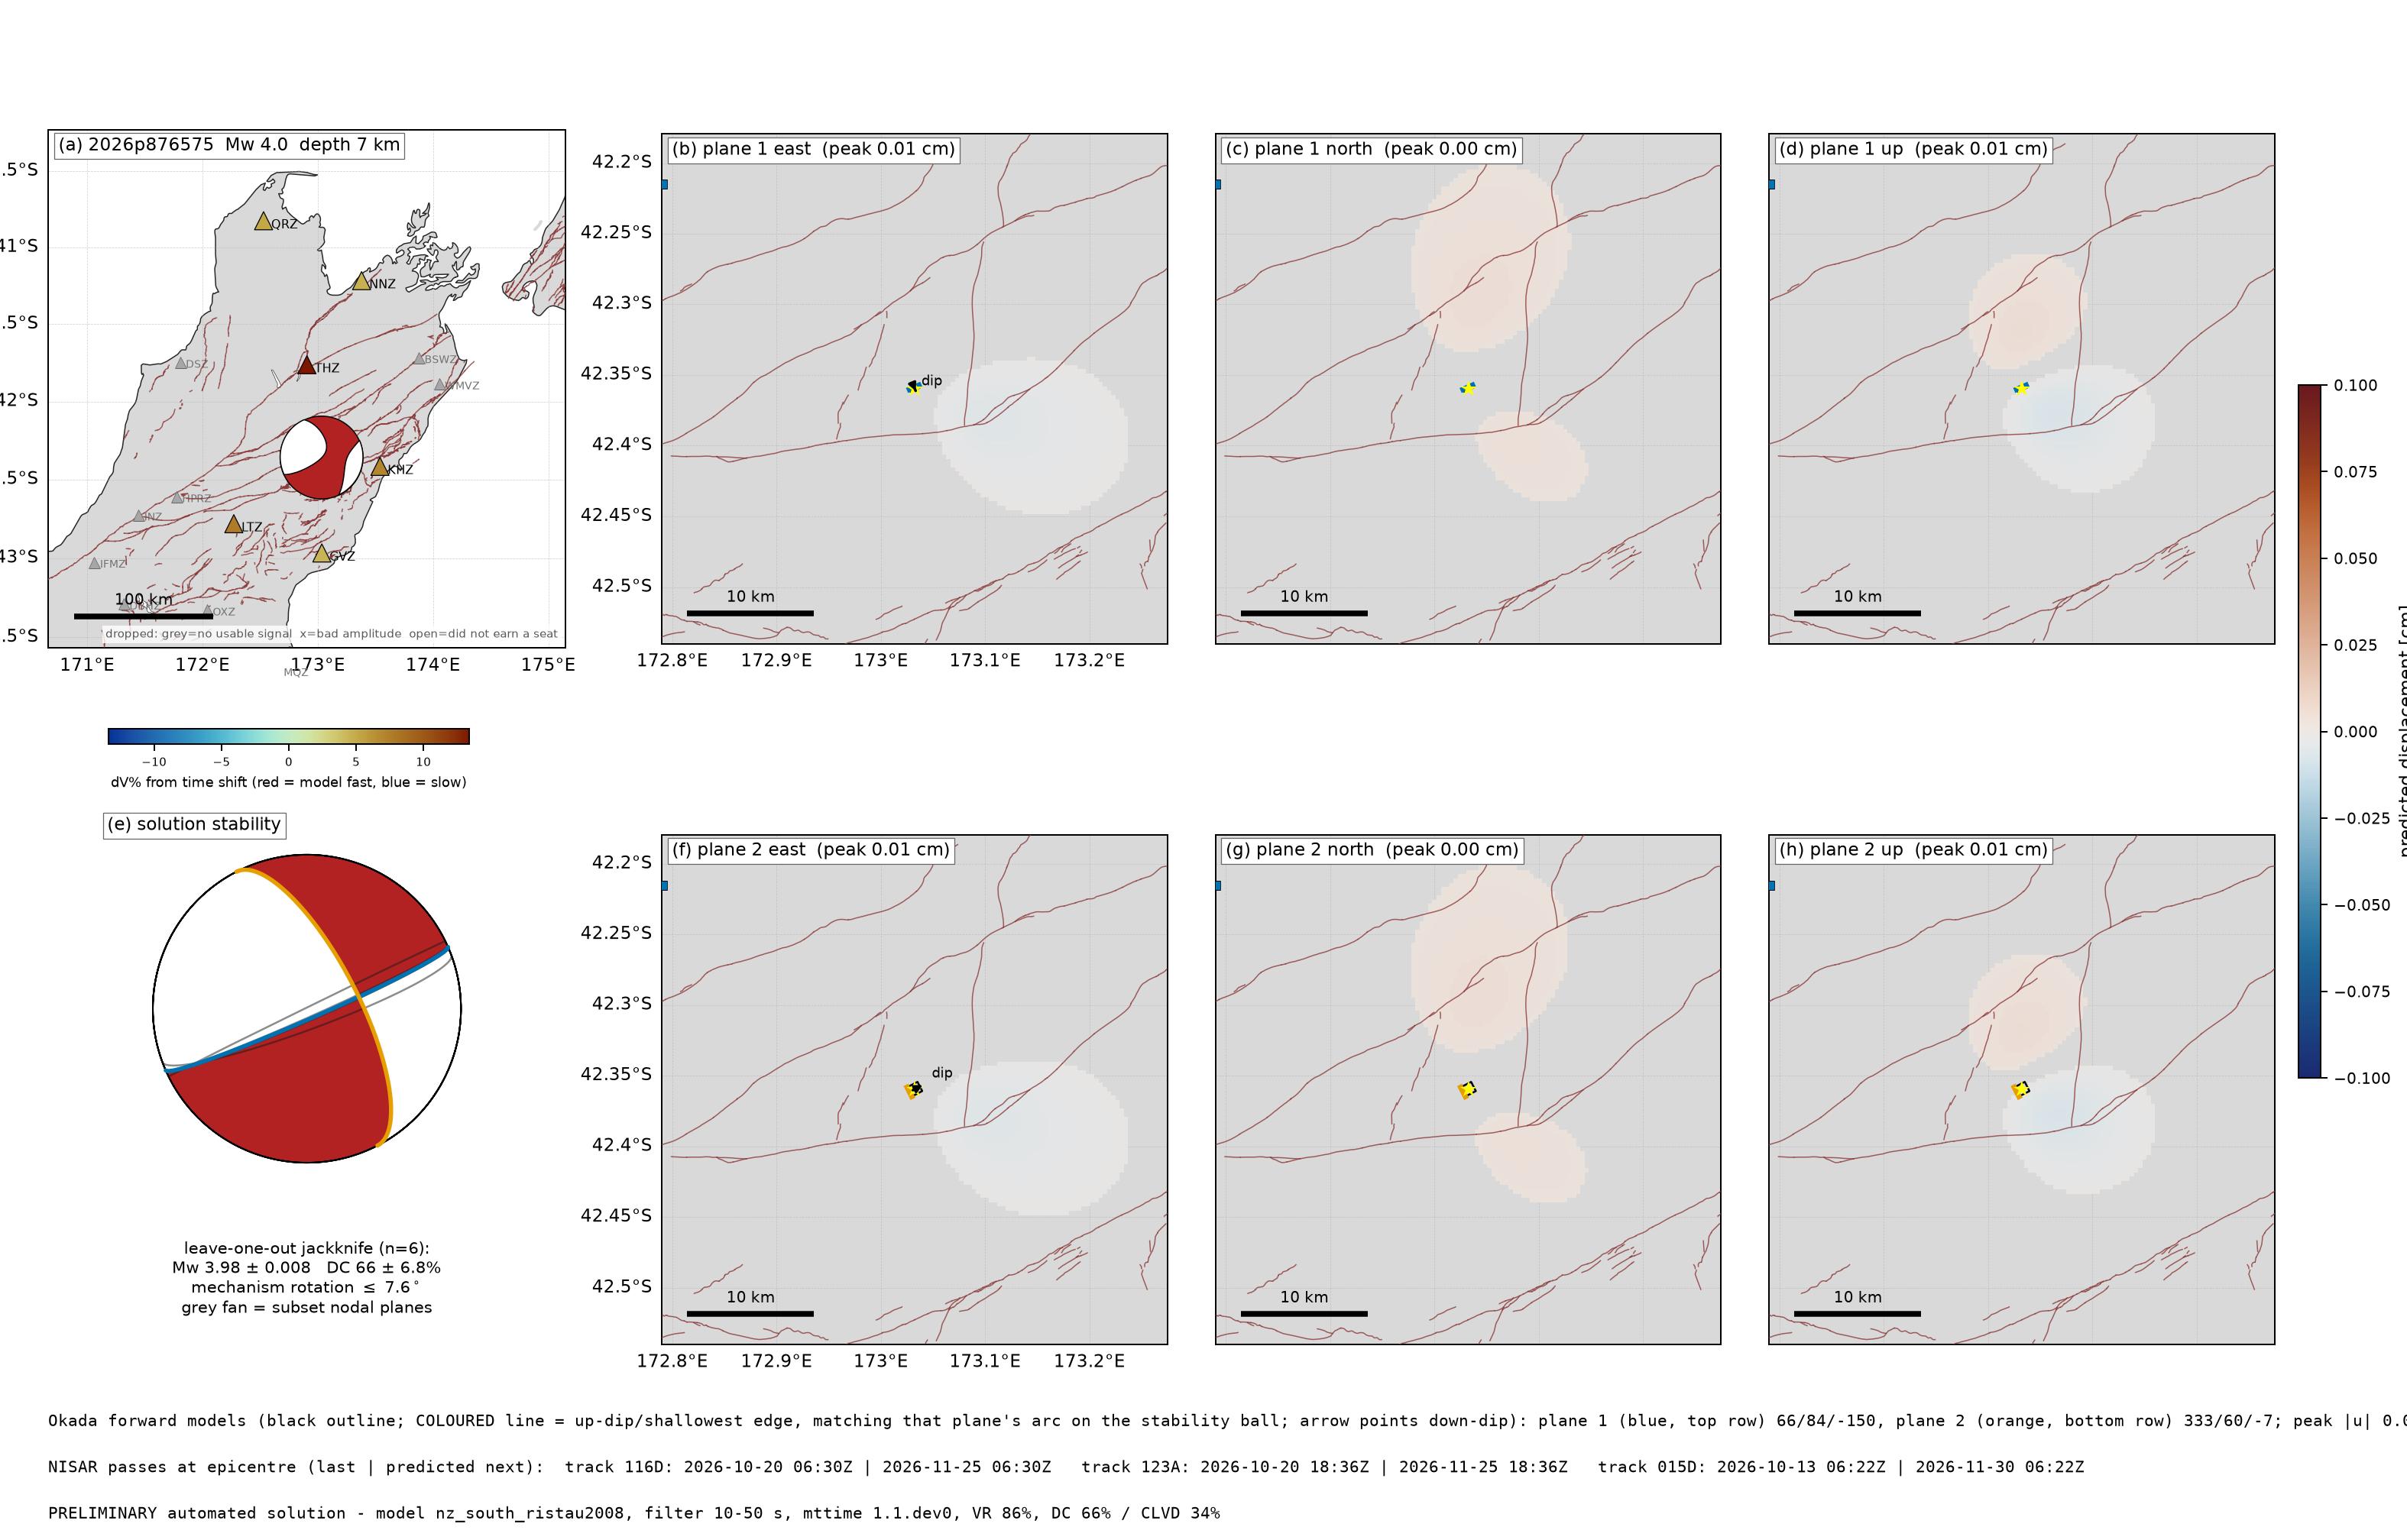 (a) 2026p876575  Mw 4.0  depth 7 km
.5°S
41°S
.5°S
42°S
.5°S
43°S
.5°S
QRZ
NNZ
DSZ
THZ
BSWZ
KHZ
LTZ
GVZ
IFMZ
OXZ
100 km
dropped: grey=no usable signal  x=bad amplitude  open=did not earn a seat
171°E 172°E 173°E 174°E 175°E
MQZ
−10 −5 0 5 10
dV% from time shift (red = model fast, blue = slow)
(b) plane 1 east  (peak 0.01 cm)
42.2°S
42.25°S
42.3°S
42.35°S
42.4°S
42.45°S
42.5°S
dip
10 km
172.8°E 172.9°E 173°E 173.1°E 173.2°E
(c) plane 1 north  (peak 0.00 cm)
10 km
(d) plane 1 up  (peak 0.01 cm)
10 km
0.100
0.075
0.050
0.025
0.000
−0.025
−0.050
−0.075
−0.100
predicted displacement [cm]
(e) solution stability
leave-one-out jackknife (n=6):
Mw 3.98 ± 0.008   DC 66 ± 6.8%
mechanism rotation ≤ 7.6°
grey fan = subset nodal planes
(f) plane 2 east  (peak 0.01 cm)
42.2°S
42.25°S
42.3°S
42.35°S
42.4°S
42.45°S
42.5°S
dip
10 km
172.8°E 172.9°E 173°E 173.1°E 173.2°E
(g) plane 2 north  (peak 0.00 cm)
10 km
(h) plane 2 up  (peak 0.01 cm)
10 km
Okada forward models (black outline; COLOURED line = up-dip/shallowest edge, matching that plane's arc on the stability ball; arrow points down-dip): plane 1 (blue, top row) 66/84/-150, plane 2 (orange, bottom row) 333/60/-7; peak |u| 0.0
NISAR passes at epicentre (last | predicted next):  track 116D: 2026-10-20 06:30Z | 2026-11-25 06:30Z   track 123A: 2026-10-20 18:36Z | 2026-11-25 18:36Z   track 015D: 2026-10-13 06:22Z | 2026-11-30 06:22Z
PRELIMINARY automated solution - model nz_south_ristau2008, filter 10-50 s, mttime 1.1.dev0, VR 86%, DC 66% / CLVD 34%